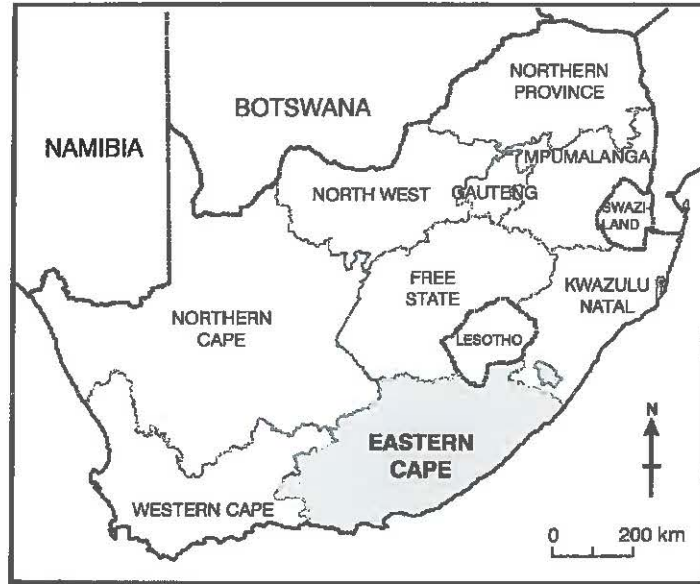 NORTHERN
PROVINCE
BOTSWANA
NAMIBIA
MPUMALANGA
NORTH WEST
GAUTENG
SWAZI-
LAND
FREE
STATE
KWAZULU
NATAL
NORTHERN
CAPE
LESOTHO
EASTERN
CAPE
WESTERN CAPE
N
0 200 km